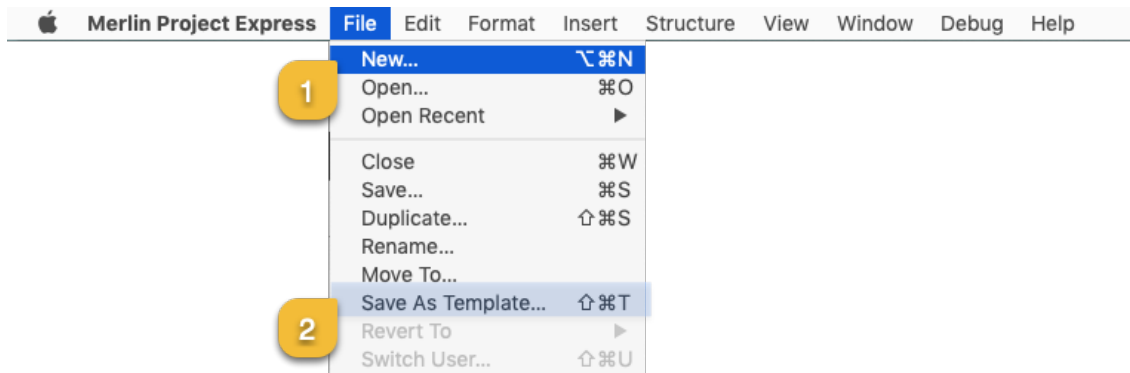 Merlin Project Express File Edit Format Insert Structure View Window Debug Help
New... ⌥⌘N
1
Open... ⌘O
Open Recent ▶
Close ⌘W
Save... ⌘S
Duplicate... ⇧⌘S
Rename...
Move To...
Save As Template... ⇧⌘T
2
Revert To ▶
Switch User... ⇧⌘U